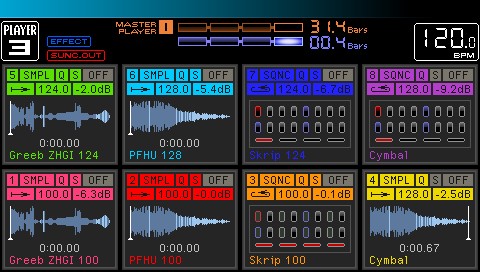 PLAYER 3
EFFECT
SUNC.OUT
MASTER PLAYER 1
31.4 Bars
00.4 Bars
120.0 BPM
5 SMPL Q S OFF
124.0 -2.0dB
0:00.00
Greeb ZHGI 124
6 SMPL Q S OFF
128.0 -5.4dB
0:00.00
PFHU 128
7 SQNC Q S OFF
124.0 -6.7dB
Skrip 124
8 SQNC Q S OFF
128.0 -9.2dB
Cymbal
1 SMPL Q S OFF
100.0 -6.3dB
0:00.00
Greeb ZHGI 100
2 SMPL Q S OFF
100.0 -0.0dB
0:00.00
PFHU 100
3 SQNC Q S OFF
100.0 -0.1dB
Skrip 100
4 SMPL Q S OFF
128.0 -2.5dB
0:00.67
Cymbal